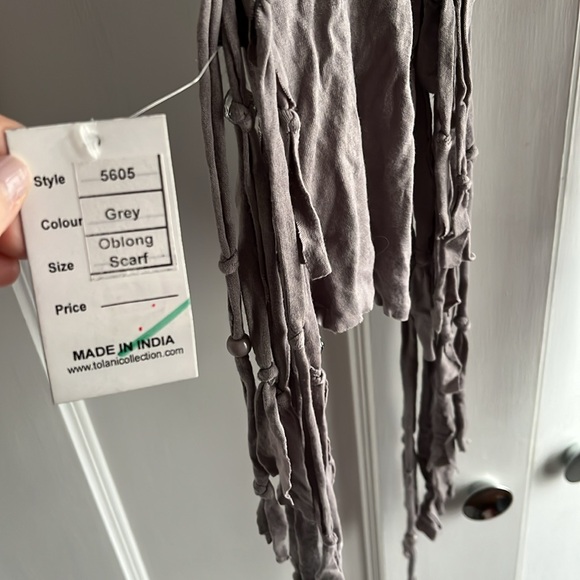 Style 5605
Colour Grey
Size Oblong Scarf
Price
MADE IN INDIA
www.tolanicollection.com